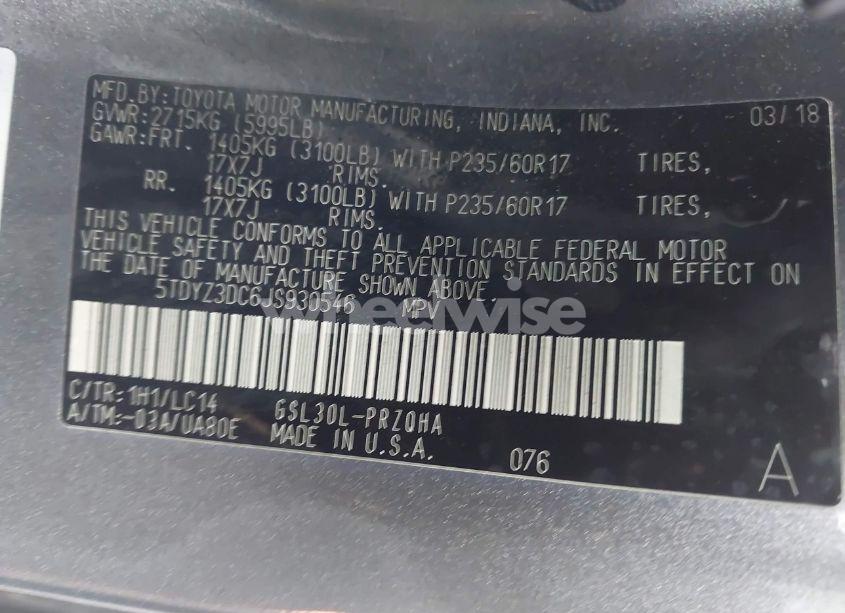 MFD. BY: TOYOTA MOTOR MANUFACTURING, INDIANA, INC. 03/18
GVWR: 2715KG (5995LB)
GAWR: FRT. 1405KG (3100LB) WITH P235/60R17 TIRES,
17X7J RIMS.
RR. 1405KG (3100LB) WITH P235/60R17 TIRES,
17X7J RIMS.
THIS VEHICLE CONFORMS TO ALL APPLICABLE FEDERAL MOTOR
VEHICLE SAFETY AND THEFT PREVENTION STANDARDS IN EFFECT ON
THE DATE OF MANUFACTURE SHOWN ABOVE.
5TDYZ3DC6JS930546 MPV
wheelwise
C/TR: 1H1/LC14 GSL30L-PRZQHA
A/TM: -03A/UA80E MADE IN U.S.A. 076 A